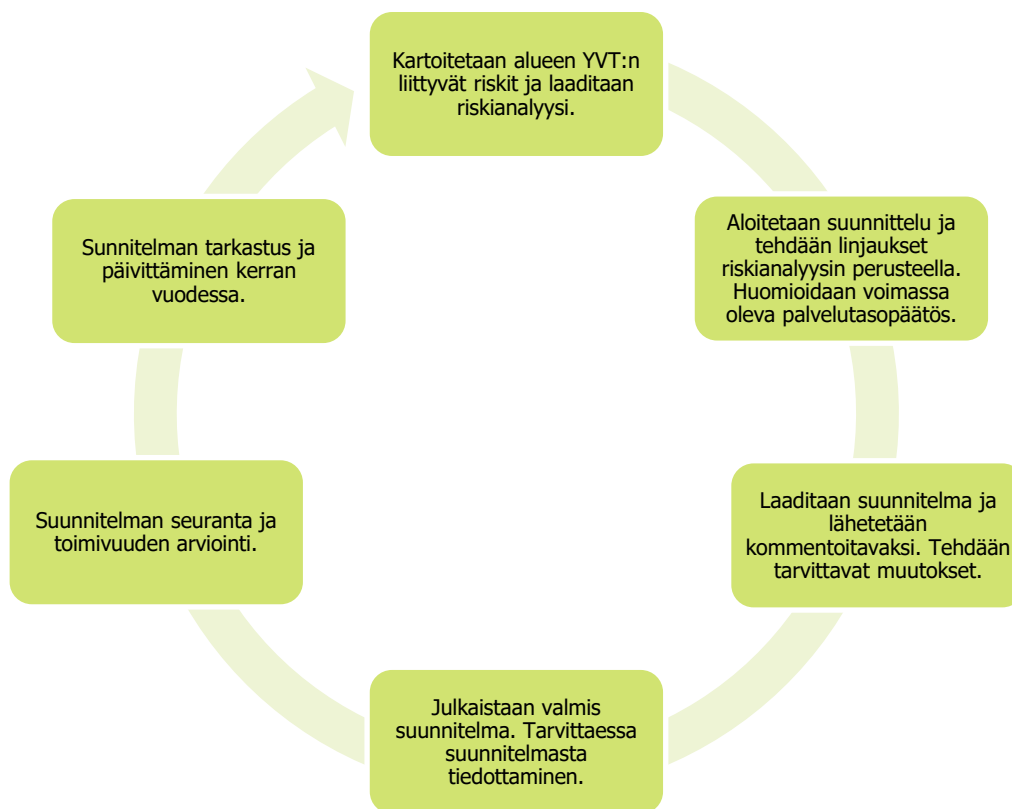 Kartoitetaan alueen YVT:n
liittyvät riskit ja laaditaan
riskianalyysi.
Aloitetaan suunnittelu ja
tehdään linjaukset
riskianalyysin perusteella.
Huomioidaan voimassa
oleva palvelutasopäätös.
Laaditaan suunnitelma ja
lähetetään
kommentoitavaksi. Tehdään
tarvittavat muutokset.
Julkaistaan valmis
suunnitelma. Tarvittaessa
suunnitelmasta
tiedottaminen.
Suunnitelman seuranta ja
toimivuuden arviointi.
Sunnitelman tarkastus ja
päivittäminen kerran
vuodessa.